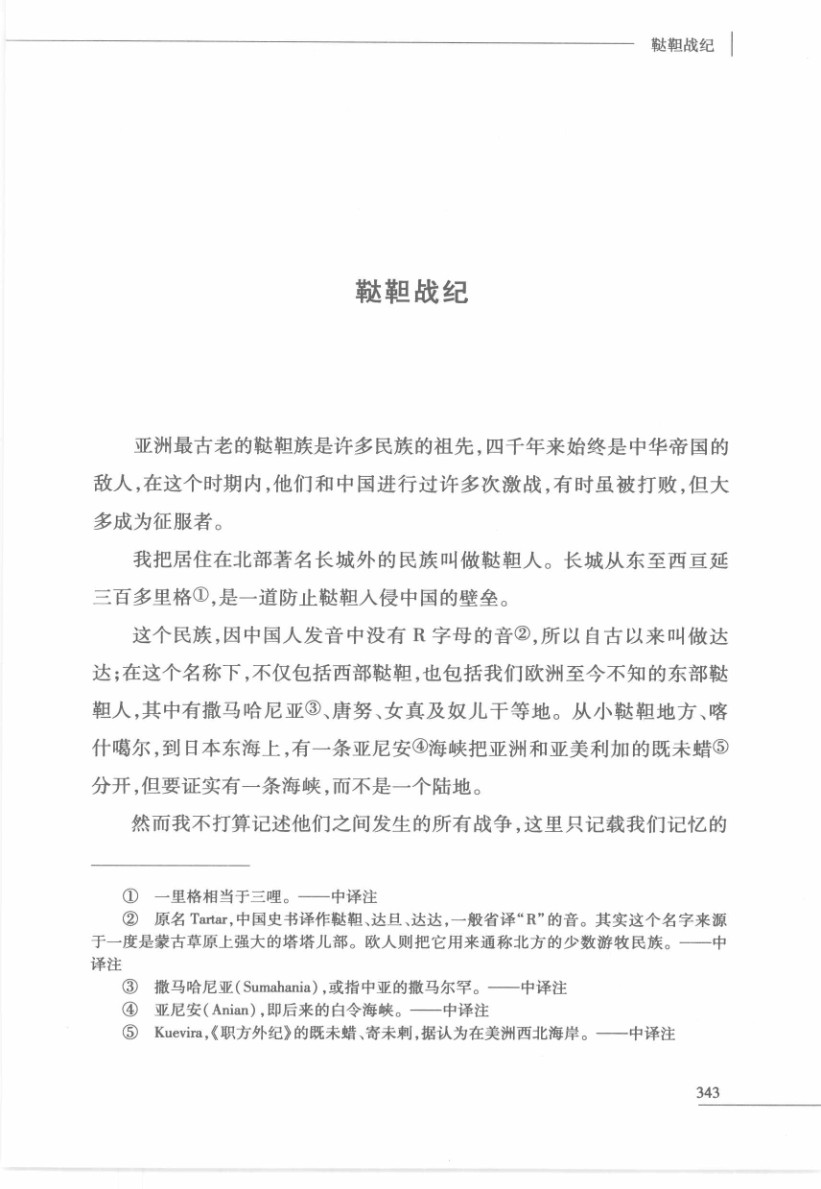 鞑靼战纪
鞑靼战纪
亚洲最古老的鞑靼族是许多民族的祖先,四千年来始终是中华帝国的
敌人,在这个时期内,他们和中国进行过许多次激战,有时虽被打败,但大
多成为征服者。
我把居住在北部著名长城外的民族叫做鞑靼人。长城从东至西亘延
三百多里格①,是一道防止鞑靼入侵中国的壁垒。
这个民族,因中国人发音中没有 R 字母的音②,所以自古以来叫做达
达;在这个名称下,不仅包括西部鞑靼,也包括我们欧洲至今不知的东部鞑
靼人,其中有撒马哈尼亚③、唐努、女真及奴儿干等地。从小鞑靼地方、喀
什噶尔,到日本东海上,有一条亚尼安④海峡把亚洲和亚美利加的既未蜡⑤
分开,但要证实有一条海峡,而不是一个陆地。
然而我不打算记述他们之间发生的所有战争,这里只记载我们记忆的
① 一里格相当于三哩。——中译注
② 原名 Tartar,中国史书译作鞑靼、达旦、达达,一般省译“R”的音。其实这个名字来源
于一度是蒙古草原上强大的塔塔儿部。欧人则把它用来通称北方的少数游牧民族。——中
译注
③ 撒马哈尼亚(Sumahania),或指中亚的撒马尔罕。——中译注
④ 亚尼安(Anian),即后来的白令海峡。——中译注
⑤ Kuevira,《职方外纪》的既未蜡、寄未剌,据认为在美洲西北海岸。——中译注
343